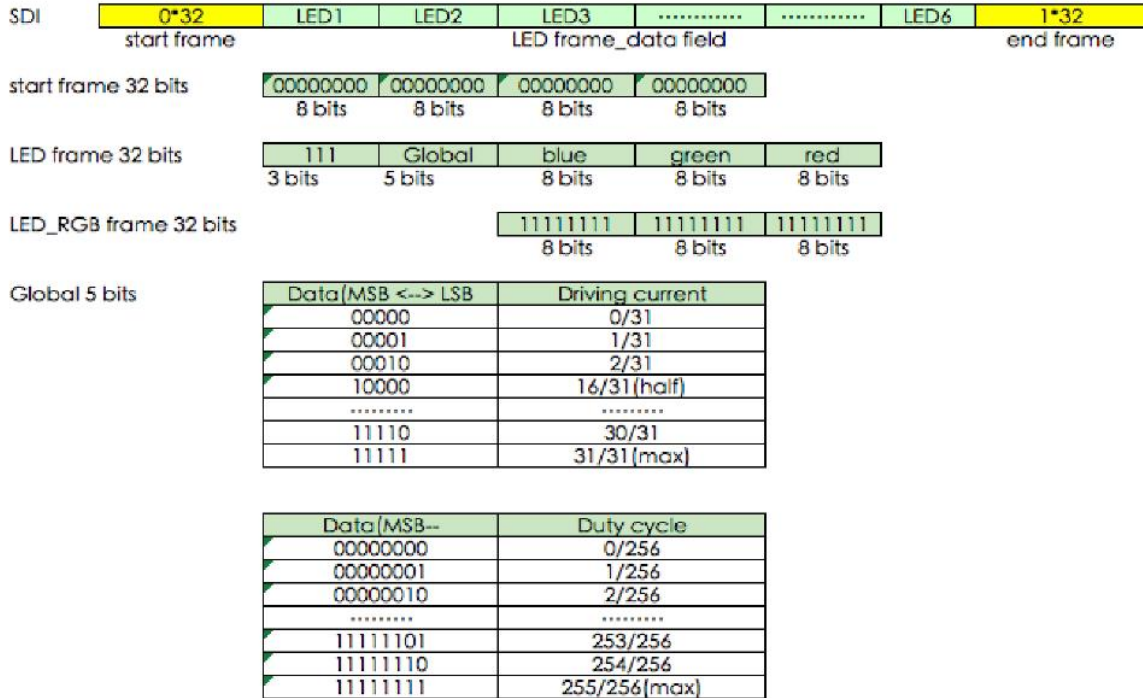 SDI 0*32 LED1 LED2 LED3 ............ ............ LED6 1*32
start frame LED frame_data field end frame
start frame 32 bits 00000000 00000000 00000000 00000000
8 bits 8 bits 8 bits 8 bits
LED frame 32 bits 111 Global blue green red
3 bits 5 bits 8 bits 8 bits 8 bits
LED_RGB frame 32 bits 11111111 11111111 11111111
8 bits 8 bits 8 bits
Global 5 bits Data(MSB <--> LSB Driving current
00000 0/31
00001 1/31
00010 2/31
10000 16/31(half)
......... .........
11110 30/31
11111 31/31(max)
Data(MSB-- Duty cycle
00000000 0/256
00000001 1/256
00000010 2/256
......... .........
11111101 253/256
11111110 254/256
11111111 255/256(max)